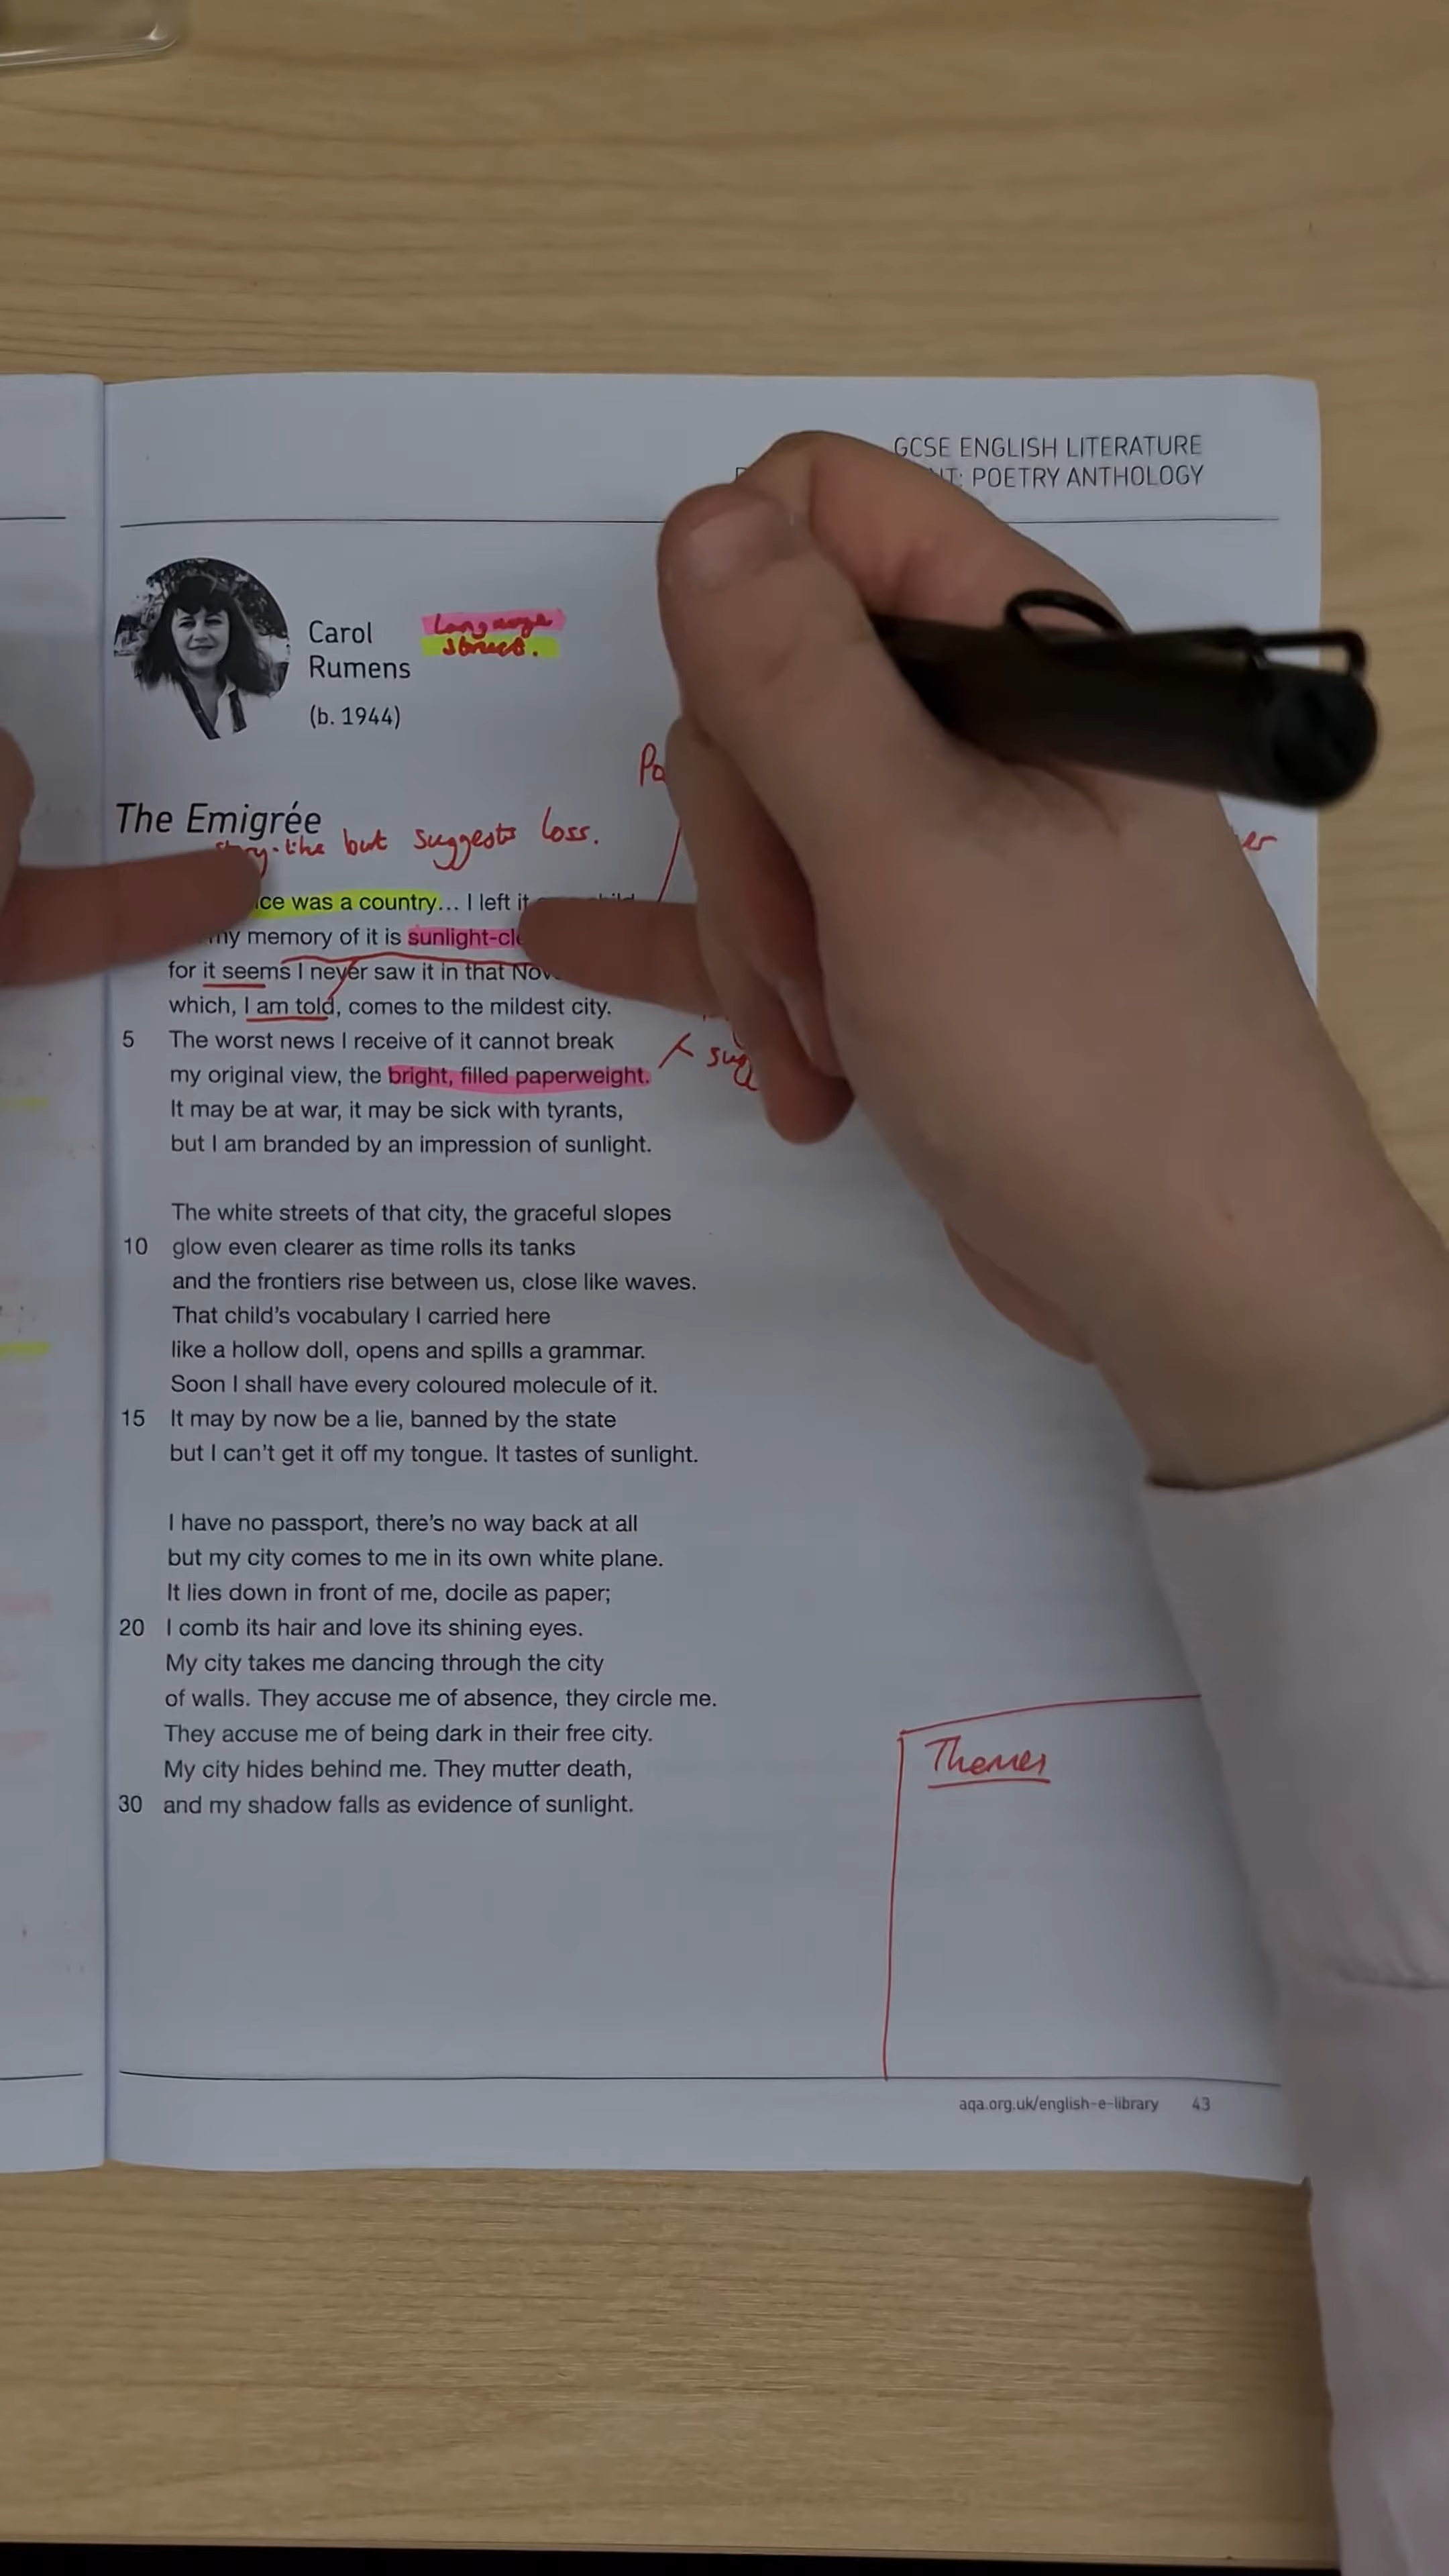 GCSE ENGLISH LITERATURE
POETRY ANTHOLOGY
Carol
Rumens
(b. 1944)
Language
struct.
The Emigrée
story-like but suggests loss.
was a country... I left it
my memory of it is sunlight-cl
for it seems I never saw it in that Nov
which, I am told, comes to the mildest city.
5 The worst news I receive of it cannot break
my original view, the bright, filled paperweight.
It may be at war, it may be sick with tyrants,
but I am branded by an impression of sunlight.
The white streets of that city, the graceful slopes
10 glow even clearer as time rolls its tanks
and the frontiers rise between us, close like waves.
That child's vocabulary I carried here
like a hollow doll, opens and spills a grammar.
Soon I shall have every coloured molecule of it.
15 It may by now be a lie, banned by the state
but I can't get it off my tongue. It tastes of sunlight.
I have no passport, there's no way back at all
but my city comes to me in its own white plane.
It lies down in front of me, docile as paper;
20 I comb its hair and love its shining eyes.
My city takes me dancing through the city
of walls. They accuse me of absence, they circle me.
They accuse me of being dark in their free city.
My city hides behind me. They mutter death,
30 and my shadow falls as evidence of sunlight.
Themes
aqa.org.uk/english-e-library 43